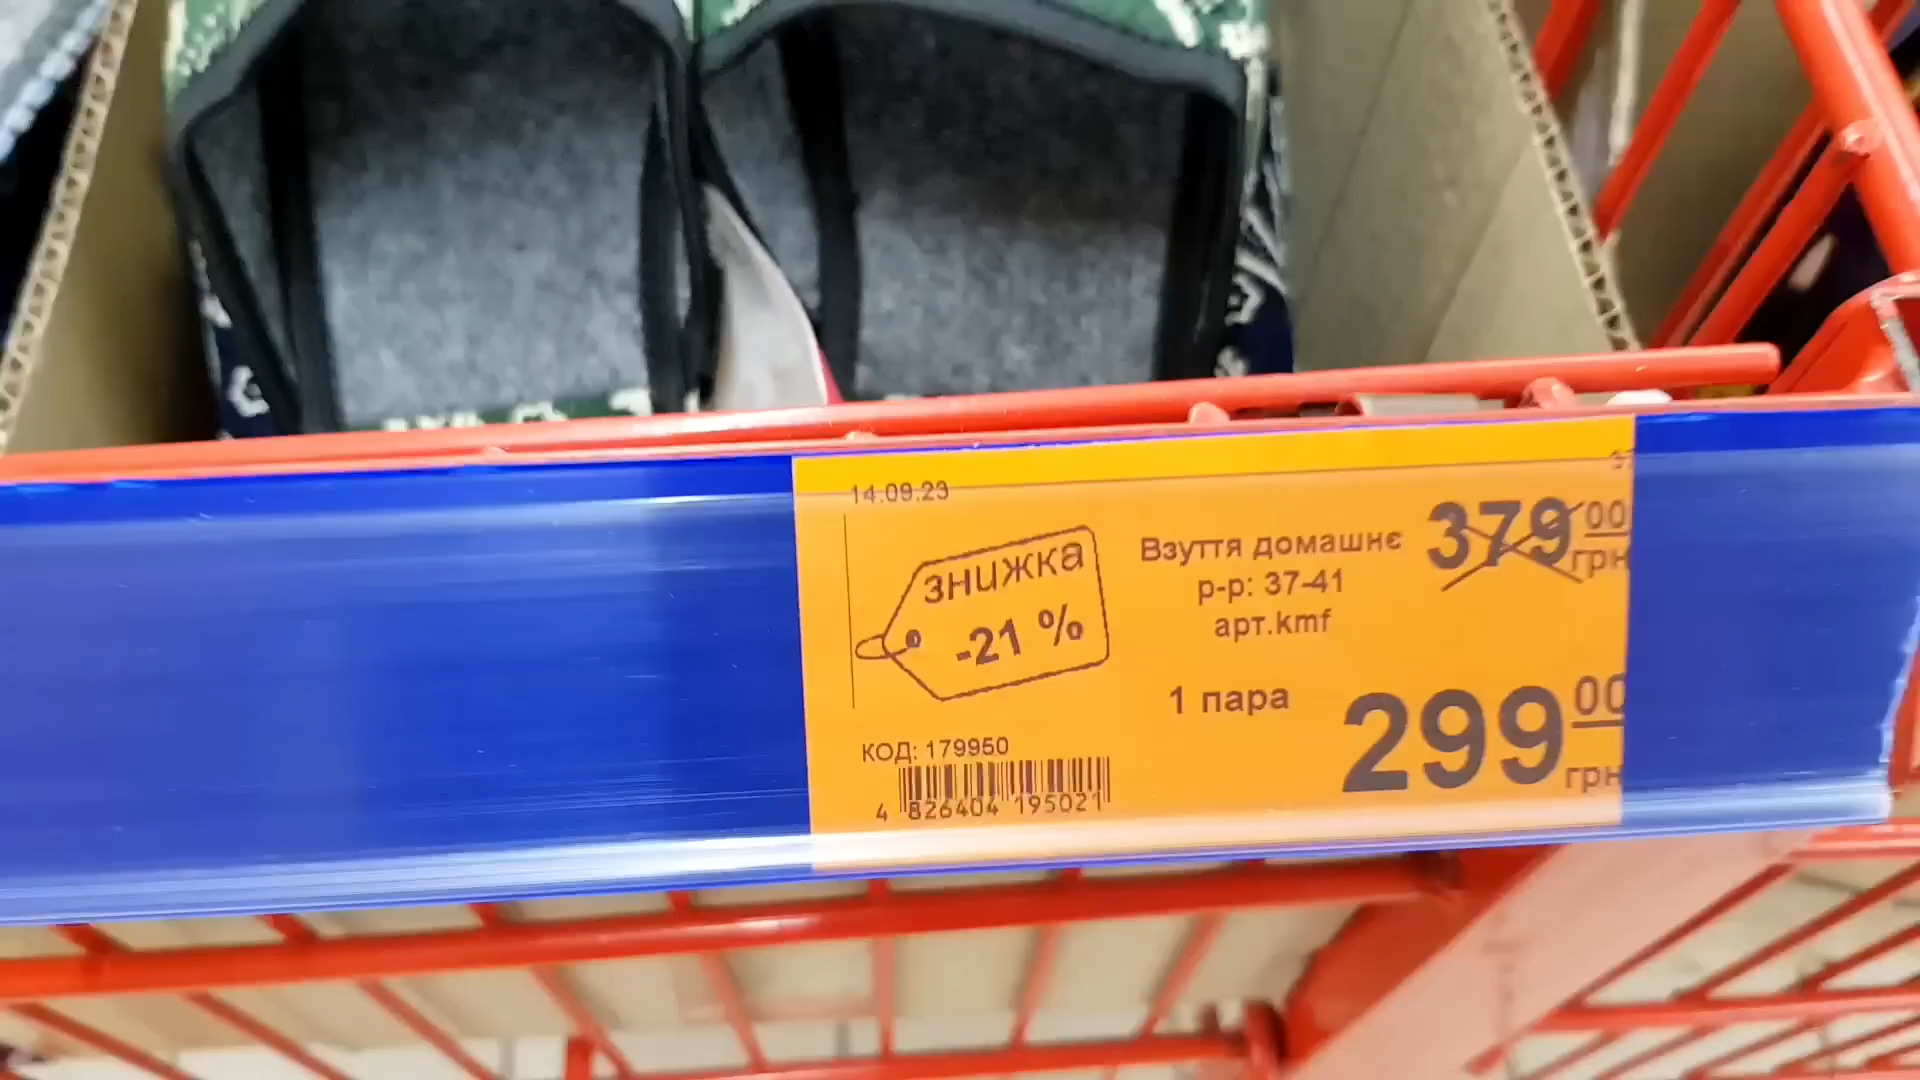 14.09.23
знижка
-21 %
Взуття домашнє
р-р: 37-41
арт.kmf
379 00
грн
1 пара
299 00
грн
КОД: 179950
4 826404 195021